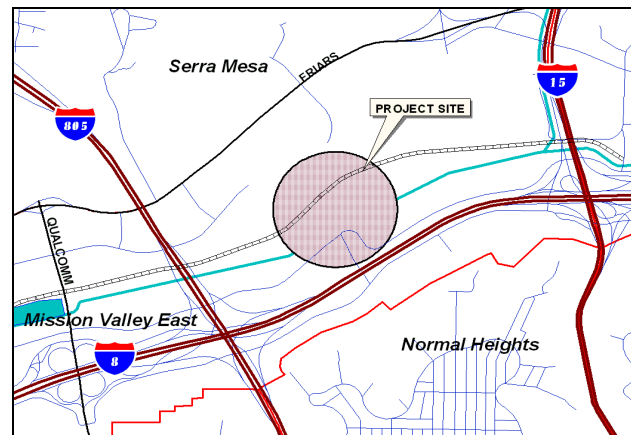 Serra Mesa
FRIARS
15
PROJECT SITE
805
QUALCOMM
Mission Valley East
Normal Heights
8